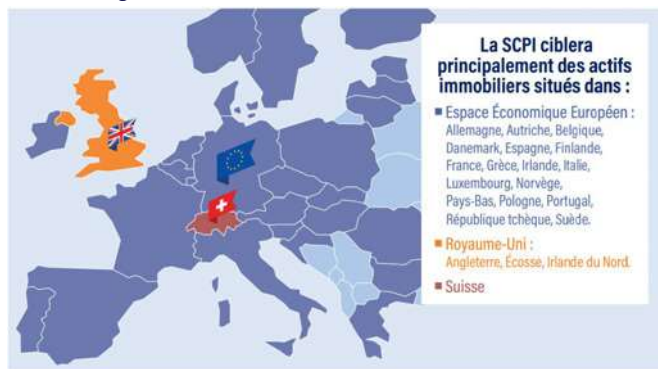 La SCPI ciblera
principalement des actifs
immobiliers situés dans :
Espace Économique Européen :
Allemagne, Autriche, Belgique,
Danemark, Espagne, Finlande,
France, Grèce, Irlande, Italie,
Luxembourg, Norvège,
Pays-Bas, Pologne, Portugal,
République tchèque, Suède.
Royaume-Uni :
Angleterre, Écosse, Irlande du Nord.
Suisse